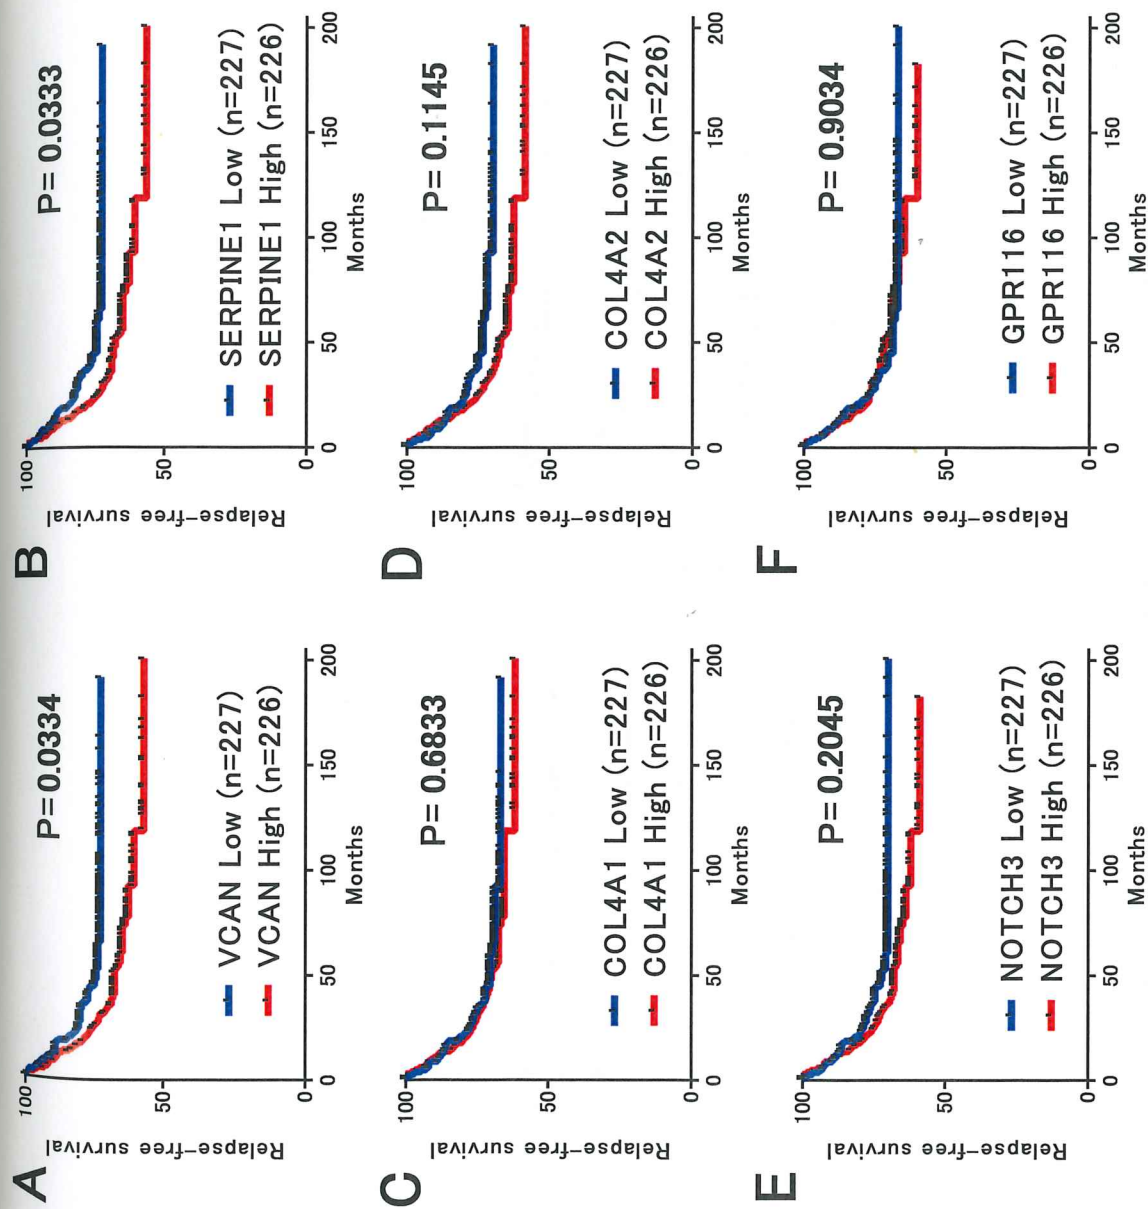 A
P= 0.0334
Relapse-free survival
100
50
0
0
50
100
150
200
Months
VCAN Low (n=227)
VCAN High (n=226)
B
P= 0.0333
Relapse-free survival
100
50
0
0
50
100
150
200
Months
SERPINE1 Low (n=227)
SERPINE1 High (n=226)
C
P= 0.6833
Relapse-free survival
100
50
0
0
50
100
150
200
Months
COL4A1 Low (n=227)
COL4A1 High (n=226)
D
P= 0.1145
Relapse-free survival
100
50
0
0
50
100
150
200
Months
COL4A2 Low (n=227)
COL4A2 High (n=226)
E
P= 0.2045
Relapse-free survival
100
50
0
0
50
100
150
200
Months
NOTCH3 Low (n=227)
NOTCH3 High (n=226)
F
P= 0.9034
Relapse-free survival
100
50
0
0
50
100
150
200
Months
GPR116 Low (n=227)
GPR116 High (n=226)